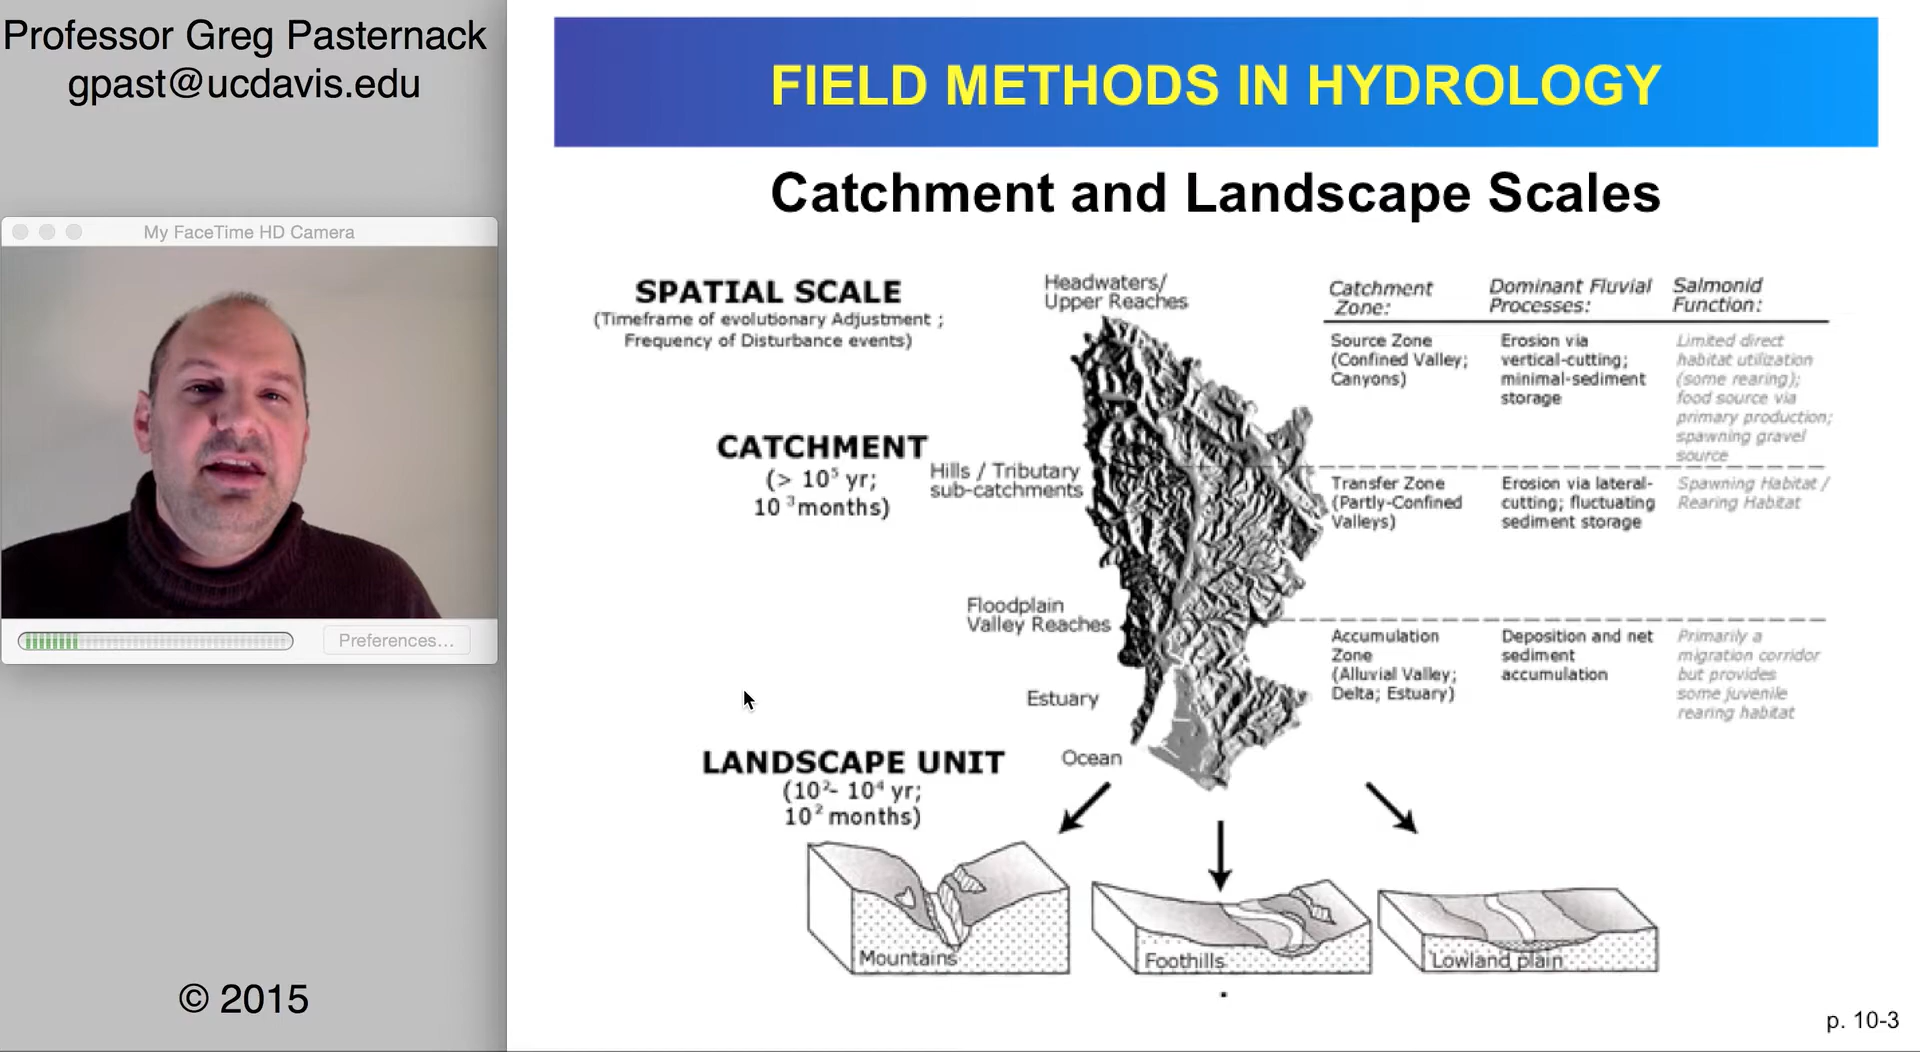 Professor Greg Pasternack
gpast@ucdavis.edu
My FaceTime HD Camera
Preferences...
© 2015
FIELD METHODS IN HYDROLOGY
Catchment and Landscape Scales
SPATIAL SCALE
(Timeframe of evolutionary Adjustment ;
Frequency of Disturbance events)
CATCHMENT
(> 10⁵ yr;
10 ³ months)
LANDSCAPE UNIT
(10²- 10⁴ yr;
10² months)
Headwaters/
Upper Reaches
Hills / Tributary
sub-catchments
Floodplain
Valley Reaches
Estuary
Ocean
Catchment
Zone:
Dominant Fluvial
Processes:
Salmonid
Function:
Source Zone
(Confined Valley;
Canyons)
Erosion via
vertical-cutting;
minimal-sediment
storage
Limited direct
habitat utilization
(some rearing);
food source via
primary production;
spawning gravel
source
Transfer Zone
(Partly-Confined
Valleys)
Erosion via lateral-
cutting; fluctuating
sediment storage
Spawning Habitat /
Rearing Habitat
Accumulation
Zone
(Alluvial Valley;
Delta; Estuary)
Deposition and net
sediment
accumulation
Primarily a
migration corridor
but provides
some juvenile
rearing habitat
Mountains
Foothills
Lowland plain
p. 10-3